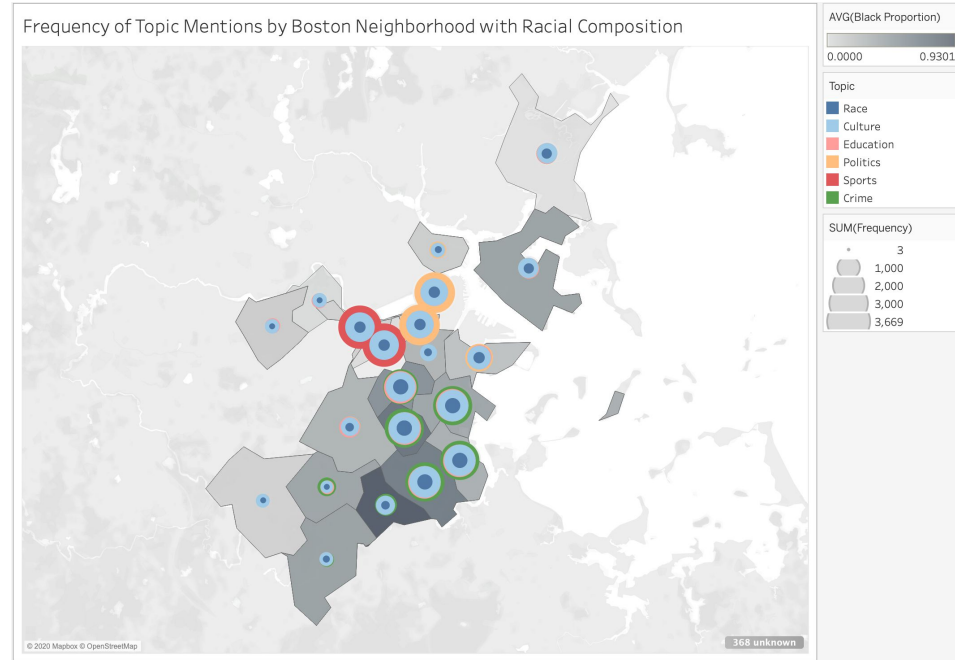 Frequency of Topic Mentions by Boston Neighborhood with Racial Composition
AVG(Black Proportion)
0.0000 0.9301
Topic
Race
Culture
Education
Politics
Sports
Crime
SUM(Frequency)
3
1,000
2,000
3,000
3,669
© 2020 Mapbox © OpenStreetMap
368 unknown